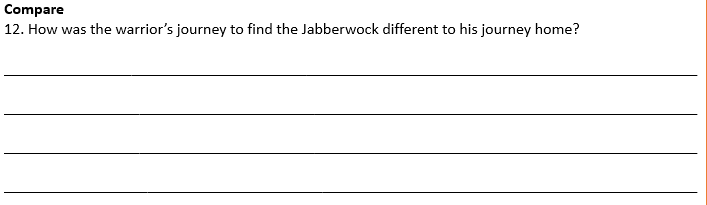 Compare
12. How was the warrior’s journey to find the Jabberwock different to his journey home?